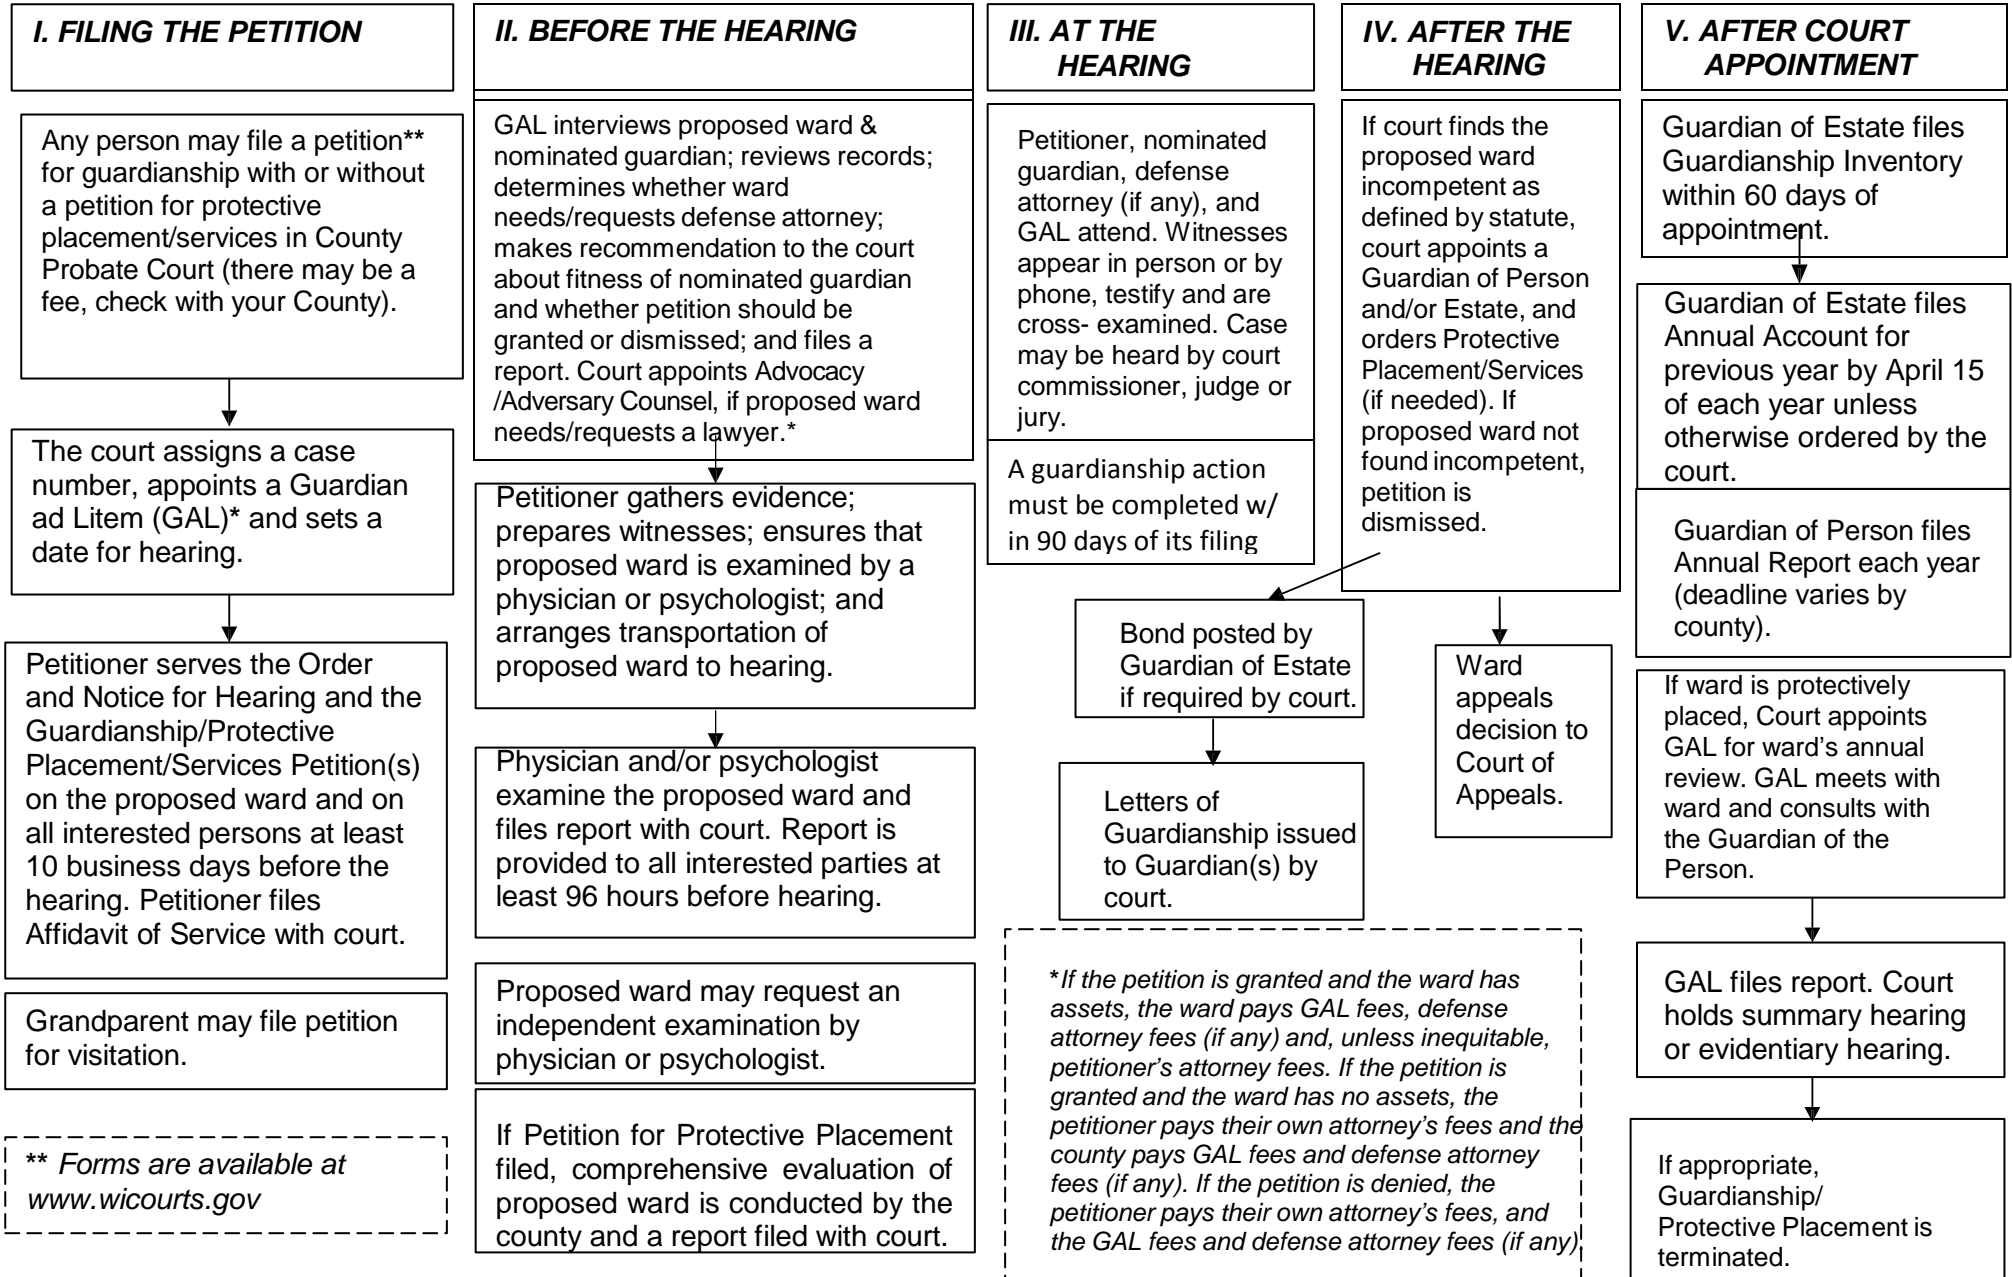 I. FILING THE PETITION
Any person may file a petition**
for guardianship with or without
a petition for protective
placement/services in County
Probate Court (there may be a
fee, check with your County).
The court assigns a case
number, appoints a Guardian
ad Litem (GAL)* and sets a
date for hearing.
Petitioner serves the Order
and Notice for Hearing and the
Guardianship/Protective
Placement/Services Petition(s)
on the proposed ward and on
all interested persons at least
10 business days before the
hearing. Petitioner files
Affidavit of Service with court.
Grandparent may file petition
for visitation.
** Forms are available at
www.wicourts.gov
II. BEFORE THE HEARING
GAL interviews proposed ward &
nominated guardian; reviews records;
determines whether ward
needs/requests defense attorney;
makes recommendation to the court
about fitness of nominated guardian
and whether petition should be
granted or dismissed; and files a
report. Court appoints Advocacy
/Adversary Counsel, if proposed ward
needs/requests a lawyer.*
Petitioner gathers evidence;
prepares witnesses; ensures that
proposed ward is examined by a
physician or psychologist; and
arranges transportation of
proposed ward to hearing.
Physician and/or psychologist
examine the proposed ward and
files report with court. Report is
provided to all interested parties at
least 96 hours before hearing.
Proposed ward may request an
independent examination by
physician or psychologist.
If Petition for Protective Placement
filed, comprehensive evaluation of
proposed ward is conducted by the
county and a report filed with court.
III. AT THE
HEARING
Petitioner, nominated
guardian, defense
attorney (if any), and
GAL attend. Witnesses
appear in person or by
phone, testify and are
cross- examined. Case
may be heard by court
commissioner, judge or
jury.
A guardianship action
must be completed w/
in 90 days of its filing
IV. AFTER THE
HEARING
If court finds the
proposed ward
incompetent as
defined by statute,
court appoints a
Guardian of Person
and/or Estate, and
orders Protective
Placement/Services
(if needed). If
proposed ward not
found incompetent,
petition is
dismissed.
Bond posted by
Guardian of Estate
if required by court.
Letters of
Guardianship issued
to Guardian(s) by
court.
Ward
appeals
decision to
Court of
Appeals.
*If the petition is granted and the ward has
assets, the ward pays GAL fees, defense
attorney fees (if any) and, unless inequitable,
petitioner's attorney fees. If the petition is
granted and the ward has no assets, the
petitioner pays their own attorney's fees and the
county pays GAL fees and defense attorney
fees (if any). If the petition is denied, the
petitioner pays their own attorney's fees, and
the GAL fees and defense attorney fees (if any).
V. AFTER COURT
APPOINTMENT
Guardian of Estate files
Guardianship Inventory
within 60 days of
appointment.
Guardian of Estate files
Annual Account for
previous year by April 15
of each year unless
otherwise ordered by the
court.
Guardian of Person files
Annual Report each year
(deadline varies by
county).
If ward is protectively
placed, Court appoints
GAL for ward's annual
review. GAL meets with
ward and consults with
the Guardian of the
Person.
GAL files report. Court
holds summary hearing
or evidentiary hearing.
If appropriate,
Guardianship/
Protective Placement is
terminated.